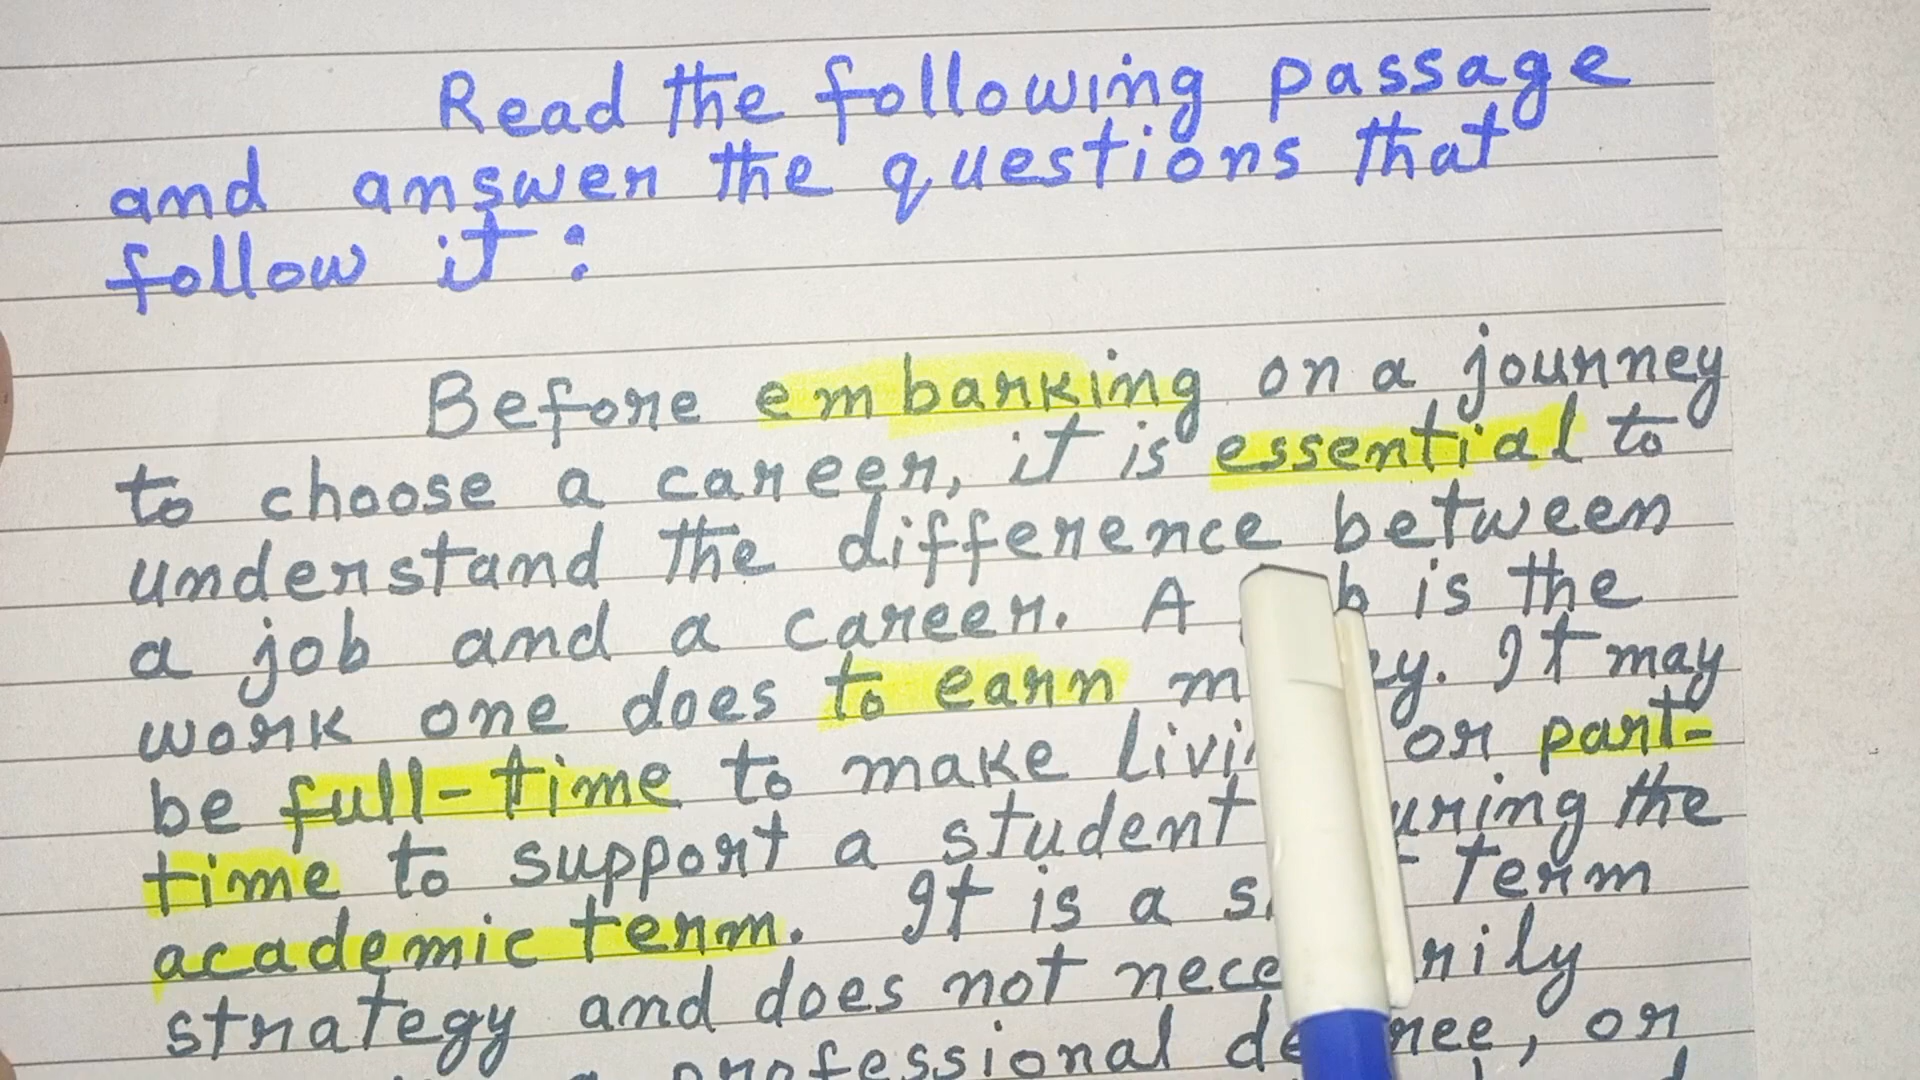 Read the following passage
and answer the questions that
follow it :
Before embarking on a journey
to choose a career, it is essential to
understand the difference between
a job and a career. A b is the
work one does to earn m ey. It may
be full-time to make livi or part-
time to support a student uring the
academic term. It is a s t term
strategy and does not nece rily
professional de ree, or